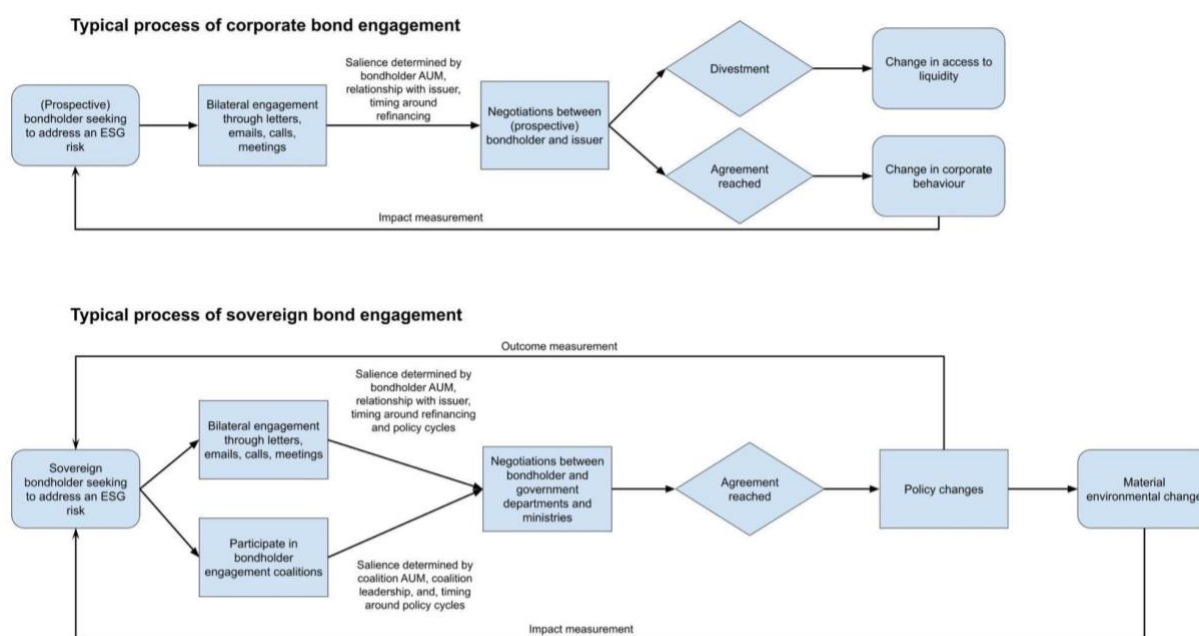 Typical process of corporate bond engagement
(Prospective)
bondholder seeking
to address an ESG
risk
Bilateral engagement
through letters,
emails, calls,
meetings
Salience determined by
bondholder AUM,
relationship with issuer,
timing around
refinancing
Negotiations between
(prospective)
bondholder and issuer
Divestment
Change in access to
liquidity
Agreement
reached
Change in corporate
behaviour
Impact measurement
Typical process of sovereign bond engagement
Outcome measurement
Sovereign
bondholder seeking
to address an ESG
risk
Bilateral engagement
through letters,
emails, calls, meetings
Salience determined by
bondholder AUM,
relationship with issuer,
timing around refinancing
and policy cycles
Participate in
bondholder
engagement coalitions
Salience determined by
coalition AUM, coalition
leadership, and, timing
around policy cycles
Negotiations between
bondholder and
government
departments and
ministries
Agreement
reached
Policy changes
Material
environmental change
Impact measurement